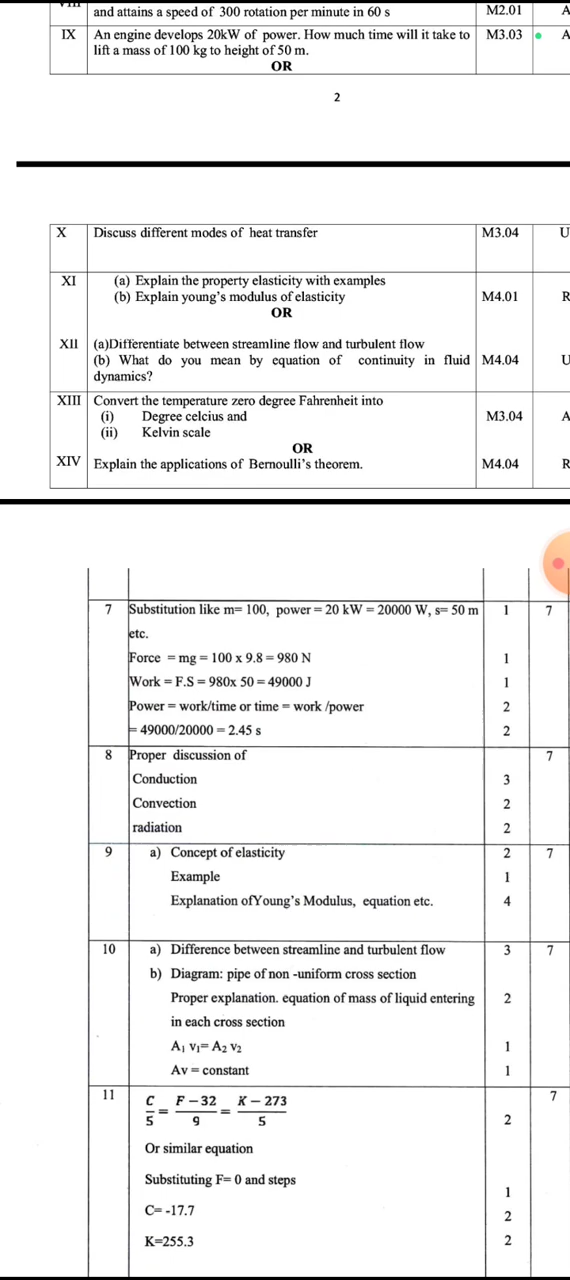 VIII and attains a speed of 300 rotation per minute in 60 s M2.01 A
IX An engine develops 20kW of power. How much time will it take to M3.03 A
lift a mass of 100 kg to height of 50 m.
OR
2
X Discuss different modes of heat transfer M3.04 U
XI (a) Explain the property elasticity with examples
(b) Explain young's modulus of elasticity M4.01 R
OR
XII (a)Differentiate between streamline flow and turbulent flow
(b) What do you mean by equation of continuity in fluid M4.04 U
dynamics?
XIII Convert the temperature zero degree Fahrenheit into
(i) Degree celcius and M3.04 A
(ii) Kelvin scale
OR
XIV Explain the applications of Bernoulli's theorem. M4.04 R
7 Substitution like m= 100, power = 20 kW = 20000 W, s= 50 m 1 7
etc.
Force = mg = 100 x 9.8 = 980 N 1
Work = F.S = 980x 50 = 49000 J 1
Power = work/time or time = work /power 2
= 49000/20000 = 2.45 s 2
8 Proper discussion of 7
Conduction 3
Convection 2
radiation 2
9 a) Concept of elasticity 2 7
Example 1
Explanation ofYoung's Modulus, equation etc. 4
10 a) Difference between streamline and turbulent flow 3 7
b) Diagram: pipe of non -uniform cross section
Proper explanation. equation of mass of liquid entering 2
in each cross section
A₁ v₁= A₂ v₂ 1
Av = constant 1
11 C/5 = F – 32/9 = K – 273/5 2 7
Or similar equation
Substituting F= 0 and steps 1
C= -17.7 2
K=255.3 2